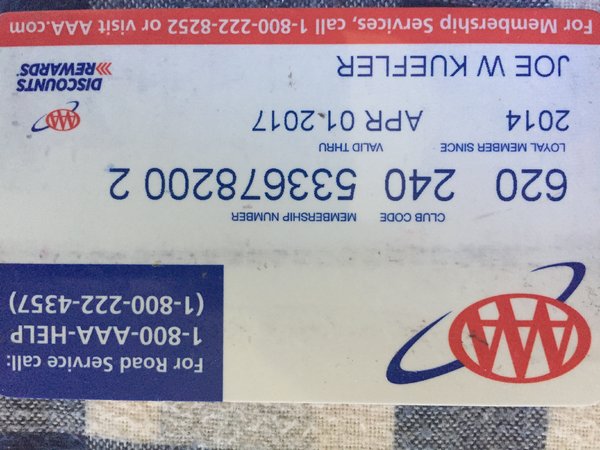 AAA
For Road Service call:
1-800-AAA-HELP
(1-800-222-4357)
CLUB CODE MEMBERSHIP NUMBER
620 240 533678200 2
LOYAL MEMBER SINCE VALID THRU
2014 APR 01.2017
AAA
JOE W KUEFLER
DISCOUNTS
REWARDS
For Membership Services, call 1-800-222-8252 or visit AAA.com